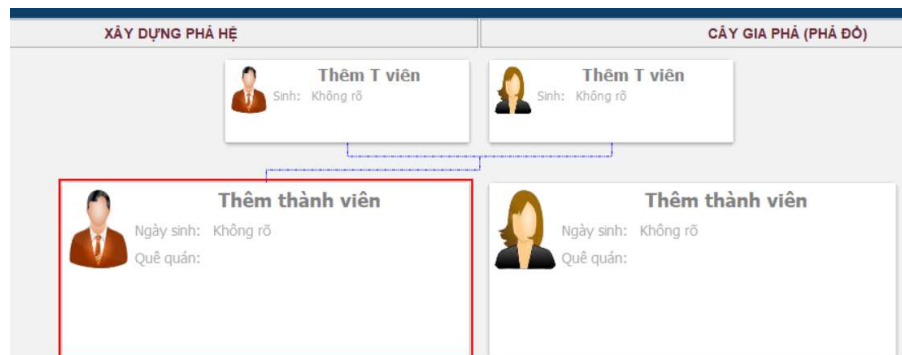 XÂY DỰNG PHẢ HỆ
CÂY GIA PHẢ (PHẢ ĐỒ)
Thêm T viên
Sinh: Không rõ
Thêm T viên
Sinh: Không rõ
Thêm thành viên
Ngày sinh: Không rõ
Quê quán:
Thêm thành viên
Ngày sinh: Không rõ
Quê quán: